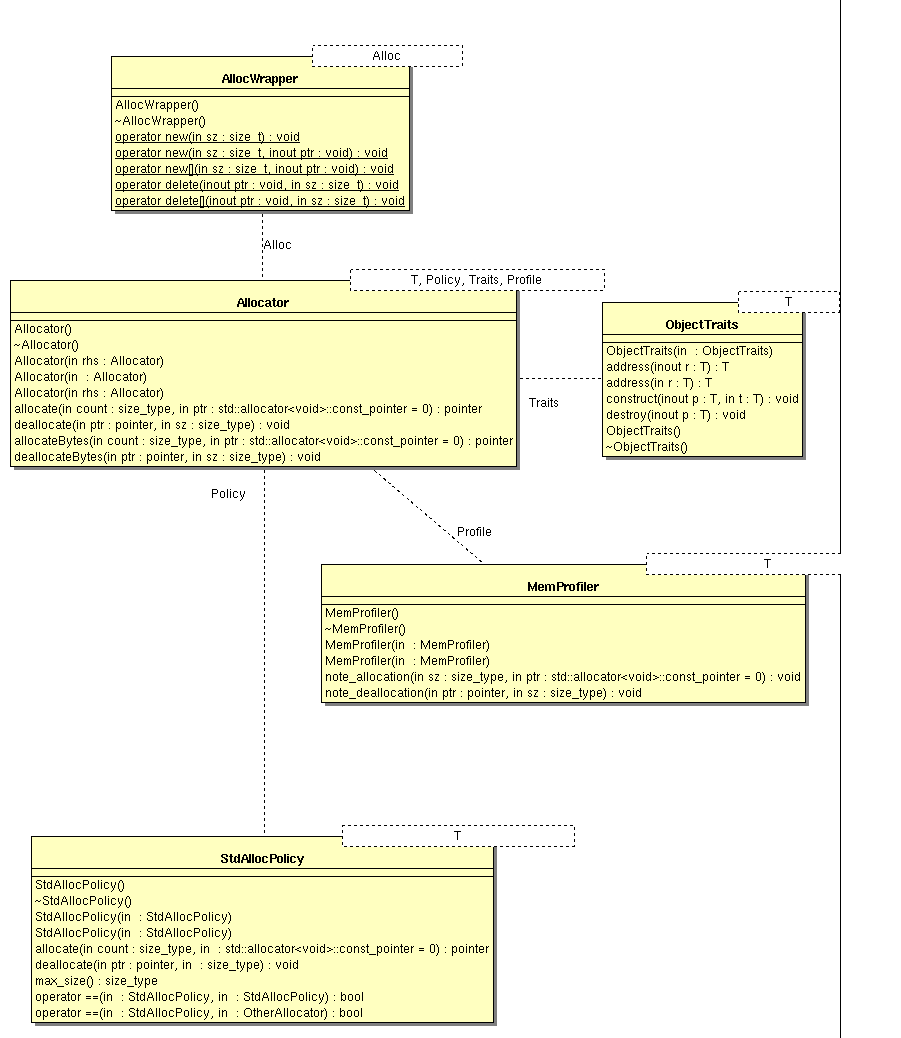 Alloc
AllocWrapper
AllocWrapper()
~AllocWrapper()
operator new(in sz : size_t) : void
operator new(in sz : size_t, inout ptr : void) : void
operator new[](in sz : size_t, inout ptr : void) : void
operator delete(inout ptr : void, in sz : size_t) : void
operator delete[](inout ptr : void, in sz : size_t) : void
Alloc
T, Policy, Traits, Profile
Allocator
Allocator()
~Allocator()
Allocator(in rhs : Allocator)
Allocator(in  : Allocator)
Allocator(in rhs : Allocator)
allocate(in count : size_type, in ptr : std::allocator<void>::const_pointer = 0) : pointer
deallocate(in ptr : pointer, in sz : size_type) : void
allocateBytes(in count : size_type, in ptr : std::allocator<void>::const_pointer = 0) : pointer
deallocateBytes(in ptr : pointer, in sz : size_type) : void
T
ObjectTraits
ObjectTraits(in  : ObjectTraits)
address(inout r : T) : T
address(in r : T) : T
construct(inout p : T, in t : T) : void
destroy(inout p : T) : void
ObjectTraits()
~ObjectTraits()
Traits
Policy
Profile
T
MemProfiler
MemProfiler()
~MemProfiler()
MemProfiler(in  : MemProfiler)
MemProfiler(in  : MemProfiler)
note_allocation(in sz : size_type, in ptr : std::allocator<void>::const_pointer = 0) : void
note_deallocation(in ptr : pointer, in sz : size_type) : void
T
StdAllocPolicy
StdAllocPolicy()
~StdAllocPolicy()
StdAllocPolicy(in  : StdAllocPolicy)
StdAllocPolicy(in  : StdAllocPolicy)
allocate(in count : size_type, in  : std::allocator<void>::const_pointer = 0) : pointer
deallocate(in ptr : pointer, in  : size_type) : void
max_size() : size_type
operator ==(in  : StdAllocPolicy, in  : StdAllocPolicy) : bool
operator ==(in  : StdAllocPolicy, in  : OtherAllocator) : bool